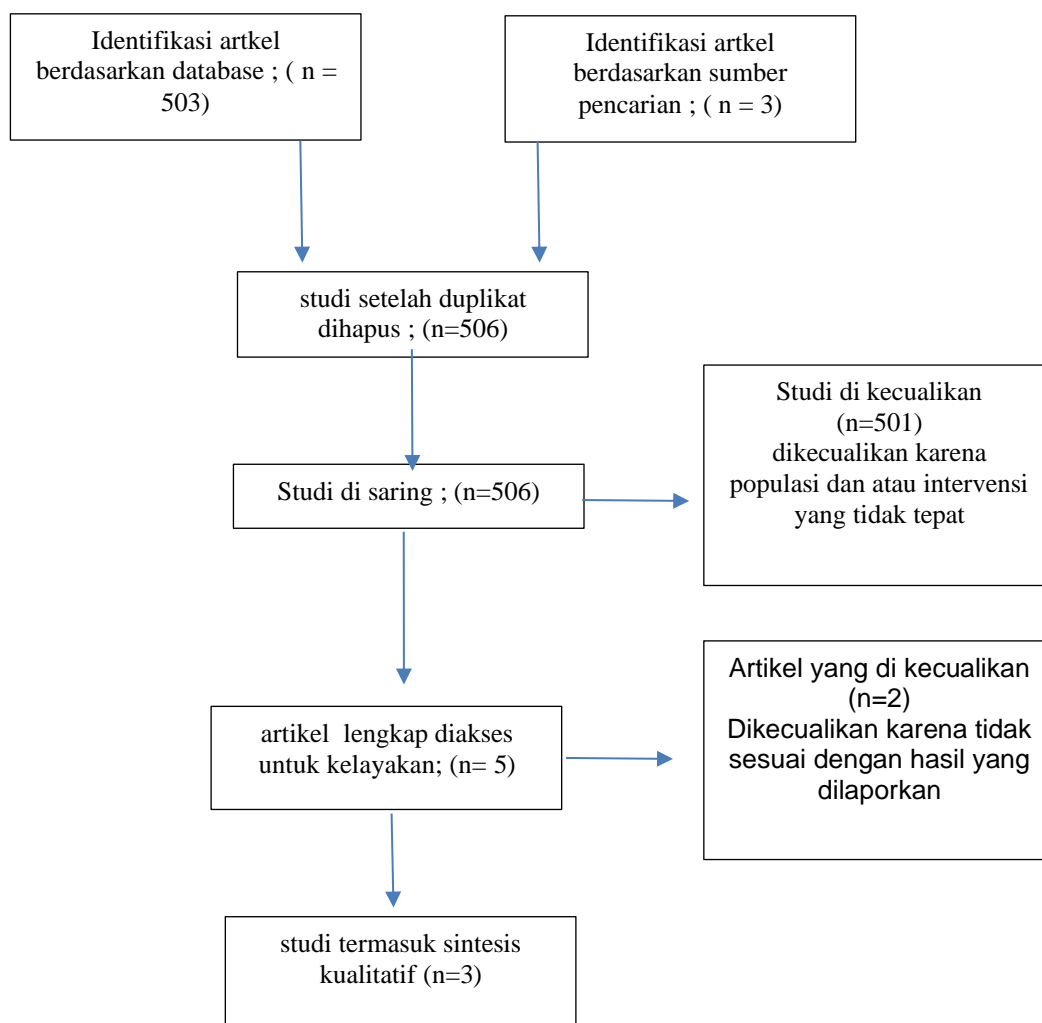 Identifikasi artkel
berdasarkan database ; ( n =
503)
Identifikasi artkel
berdasarkan sumber
pencarian ; ( n = 3)
studi setelah duplikat
dihapus ; (n=506)
Studi di saring ; (n=506)
Studi di kecualikan
(n=501)
dikecualikan karena
populasi dan atau intervensi
yang tidak tepat
artikel  lengkap diakses
untuk kelayakan; (n= 5)
Artikel yang di kecualikan
(n=2)
Dikecualikan karena tidak
sesuai dengan hasil yang
dilaporkan
studi termasuk sintesis
kualitatif (n=3)